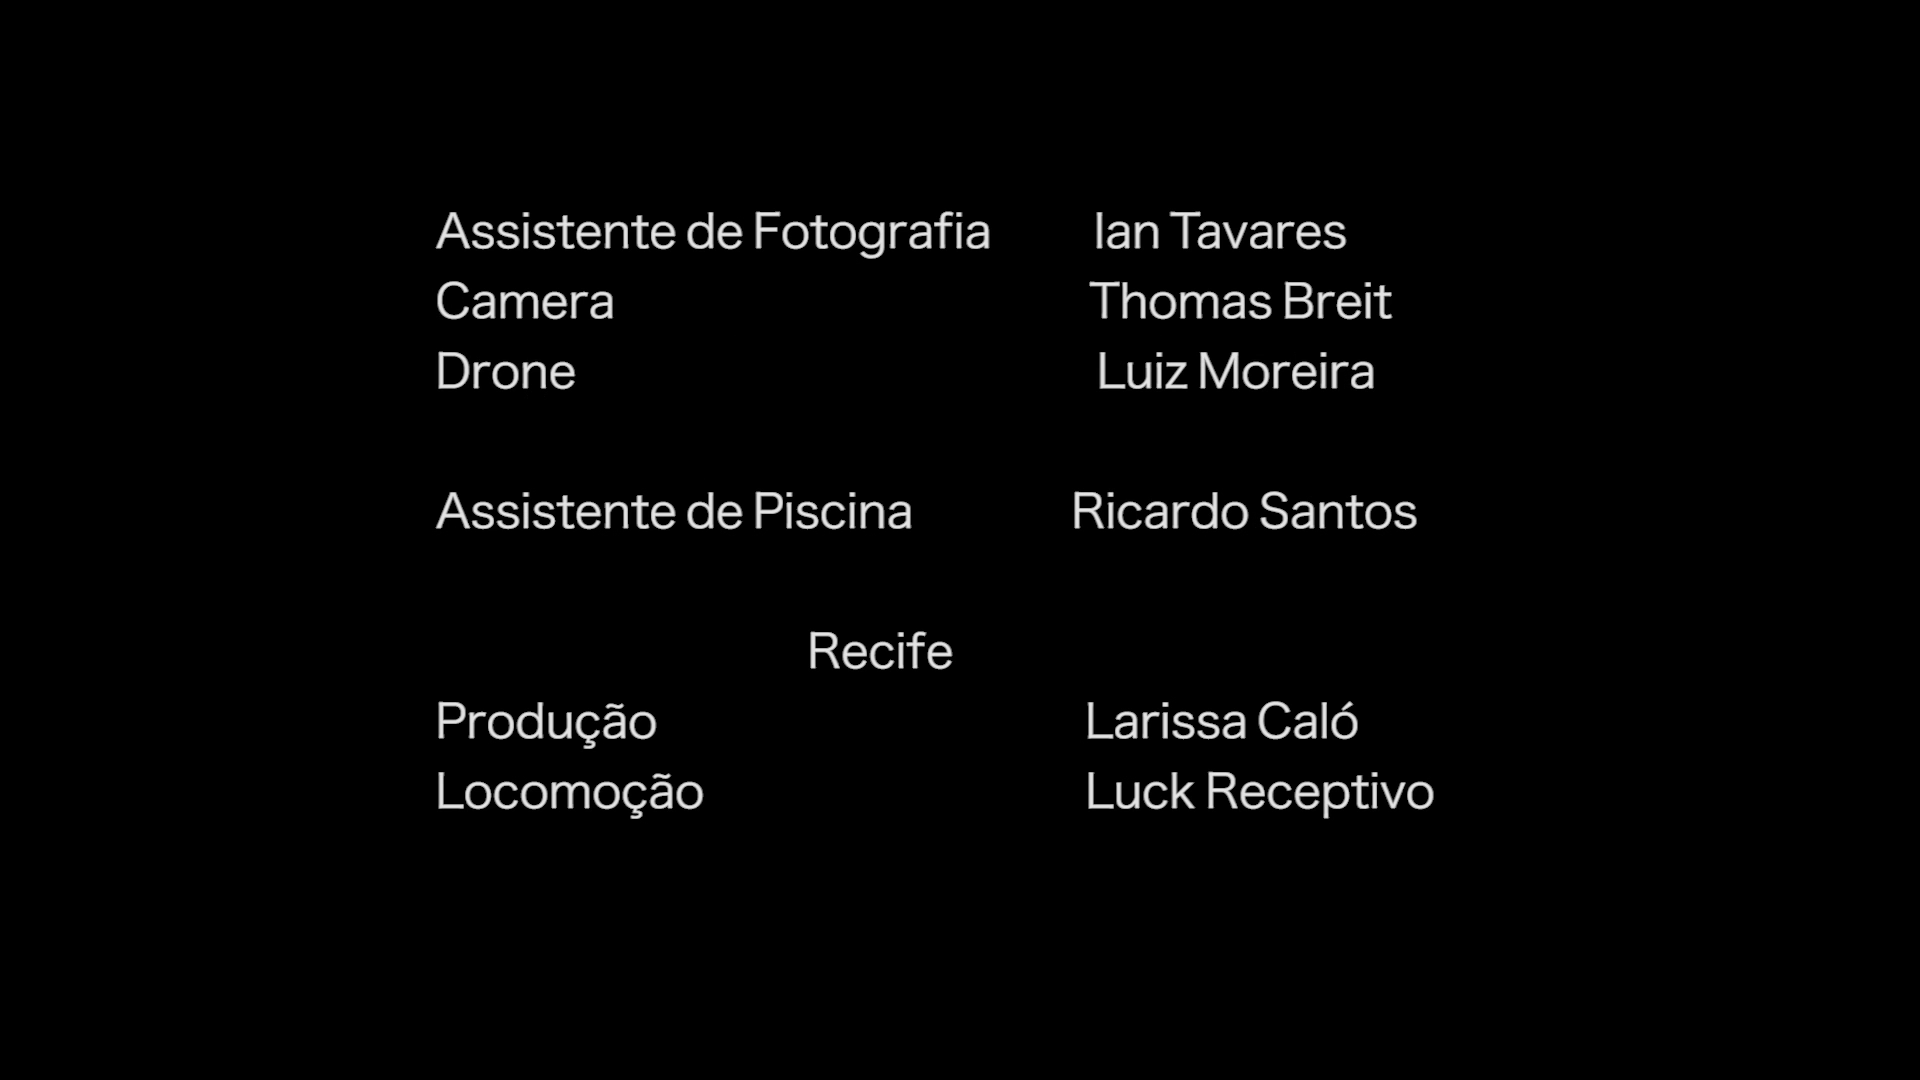 Assistente de Fotografia Ian Tavares
Camera Thomas Breit
Drone Luiz Moreira
Assistente de Piscina Ricardo Santos
Recife
Produção Larissa Caló
Locomoção Luck Receptivo